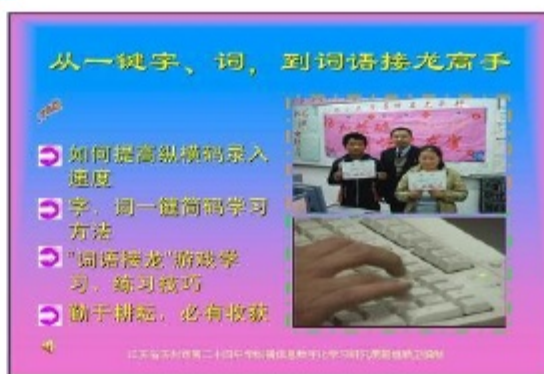 从一键字、词，到词语接龙高手
如何提高纵横码录入
速度
字、词一键简码学习
方法
"词语接龙"游戏学
习、练习技巧
勤于耕耘，必有收获